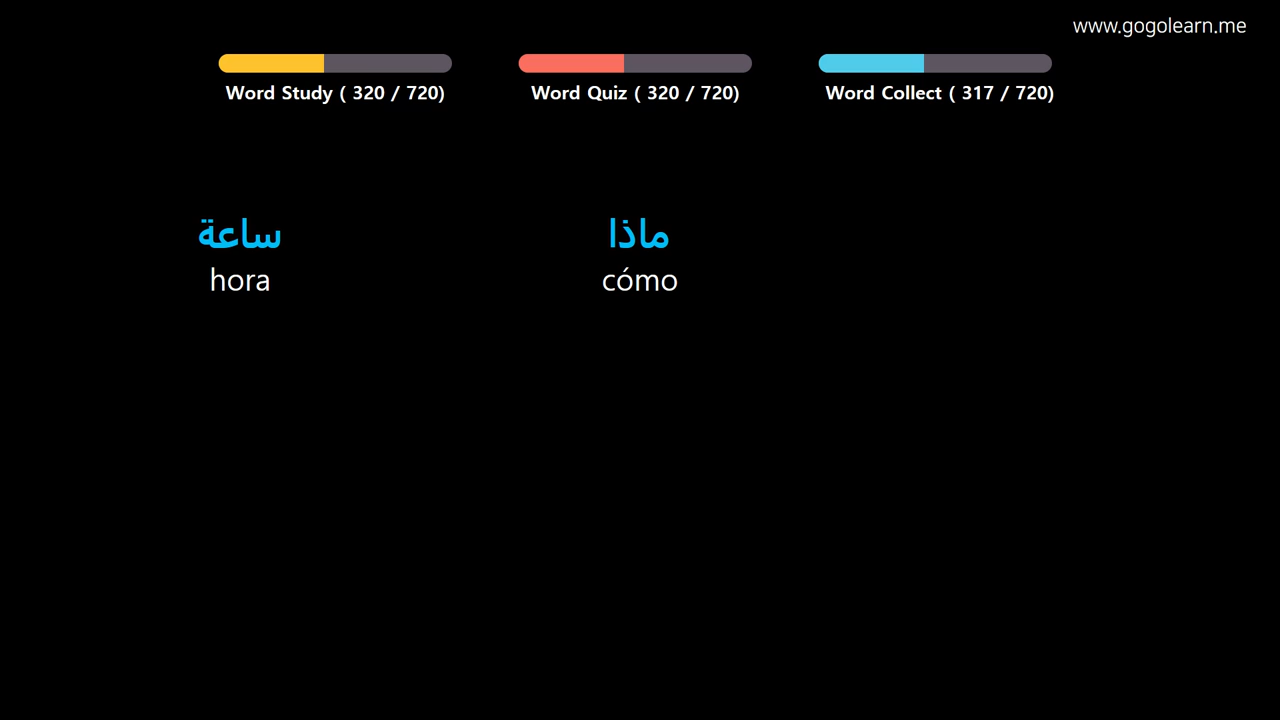 www.gogolearn.me
Word Study ( 320 / 720)
Word Quiz ( 320 / 720)
Word Collect ( 317 / 720)
ساعة
hora
ماذا
cómo